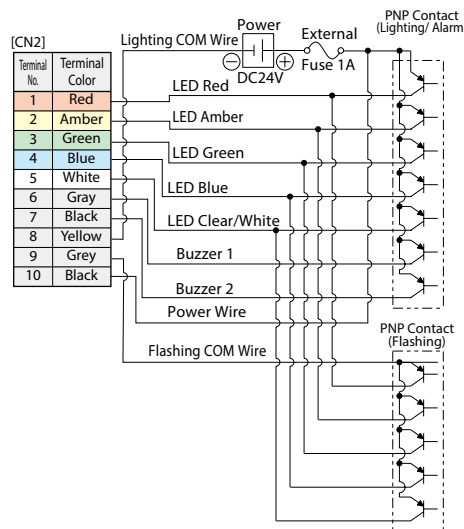 [CN2]
Terminal No. Terminal Color
1 Red
2 Amber
3 Green
4 Blue
5 White
6 Gray
7 Black
8 Yellow
9 Grey
10 Black
Lighting COM Wire
Power
DC24V
External
Fuse 1A
PNP Contact
(Lighting/ Alarm
LED Red
LED Amber
LED Green
LED Blue
LED Clear/White
Buzzer 1
Buzzer 2
Power Wire
Flashing COM Wire
PNP Contact
(Flashing)